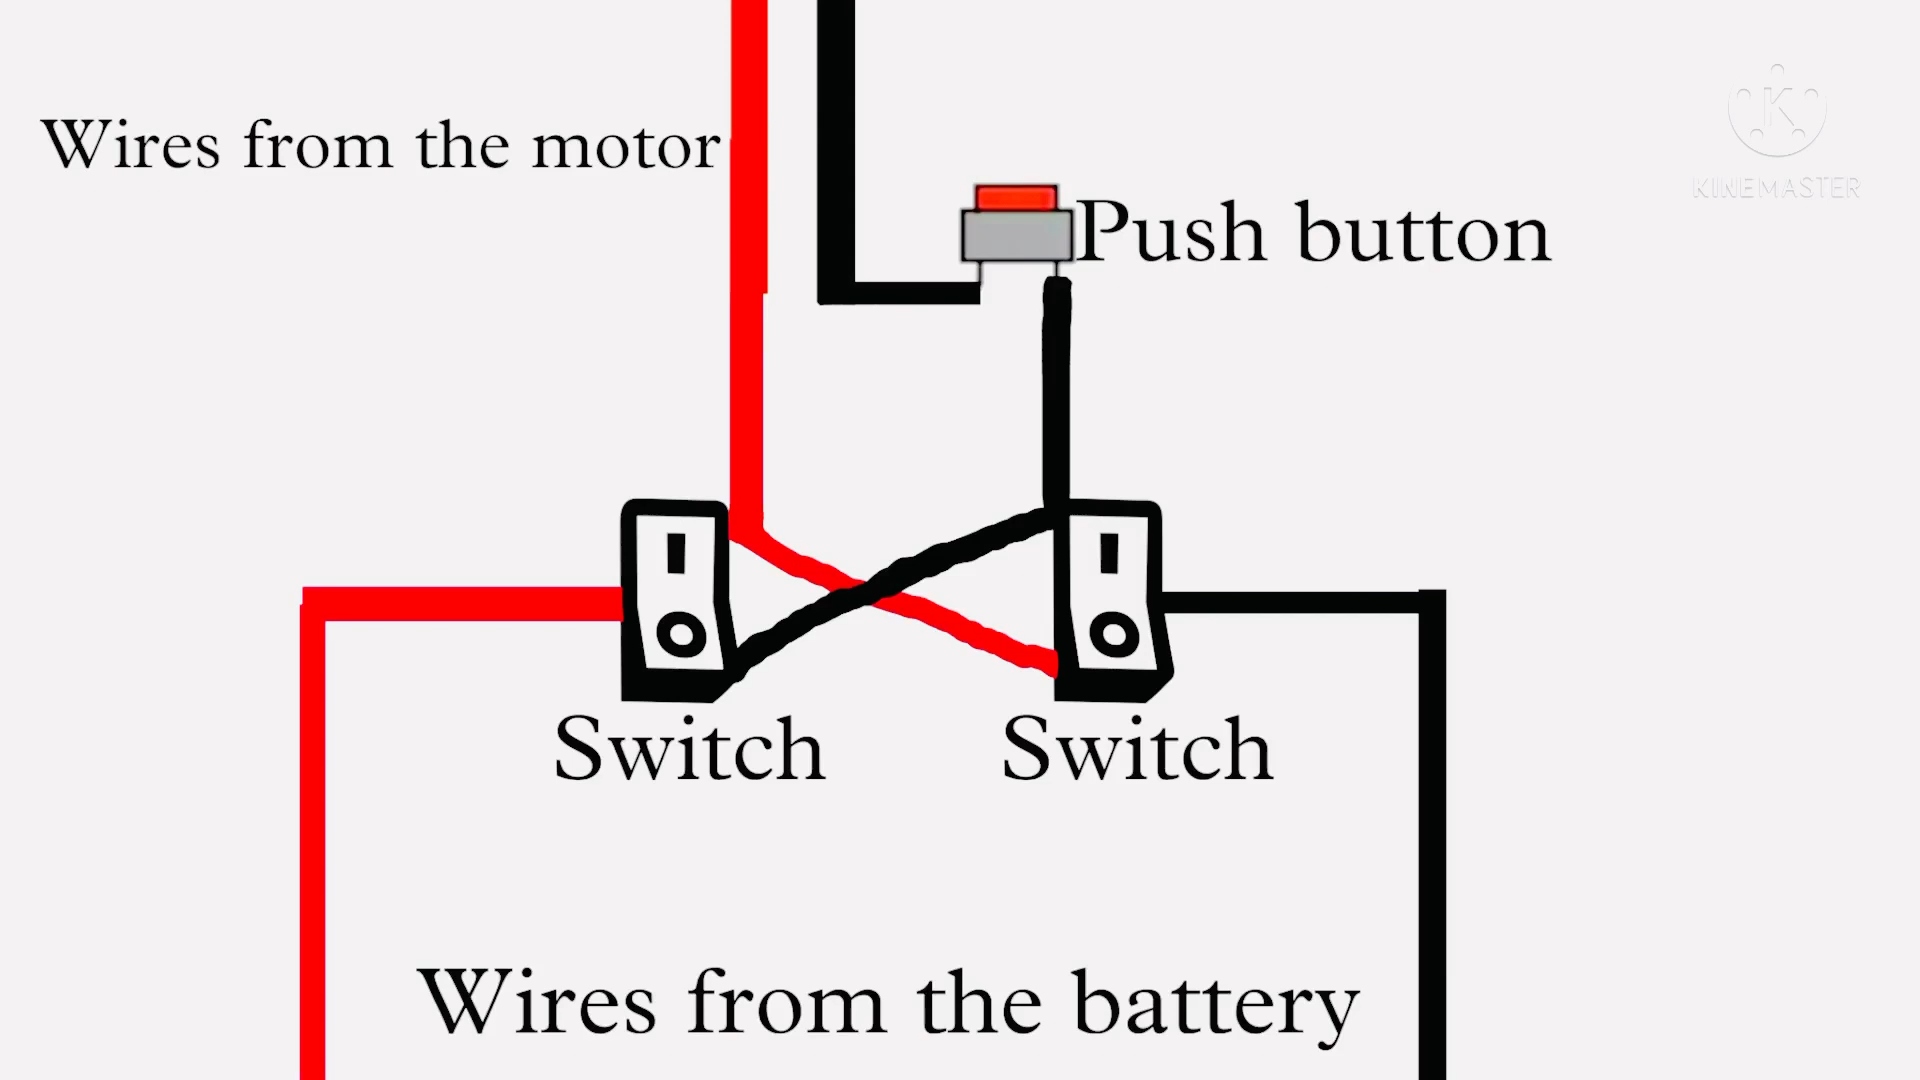 Wires from the motor
K
KINEMASTER
Push button
Switch
Switch
Wires from the battery